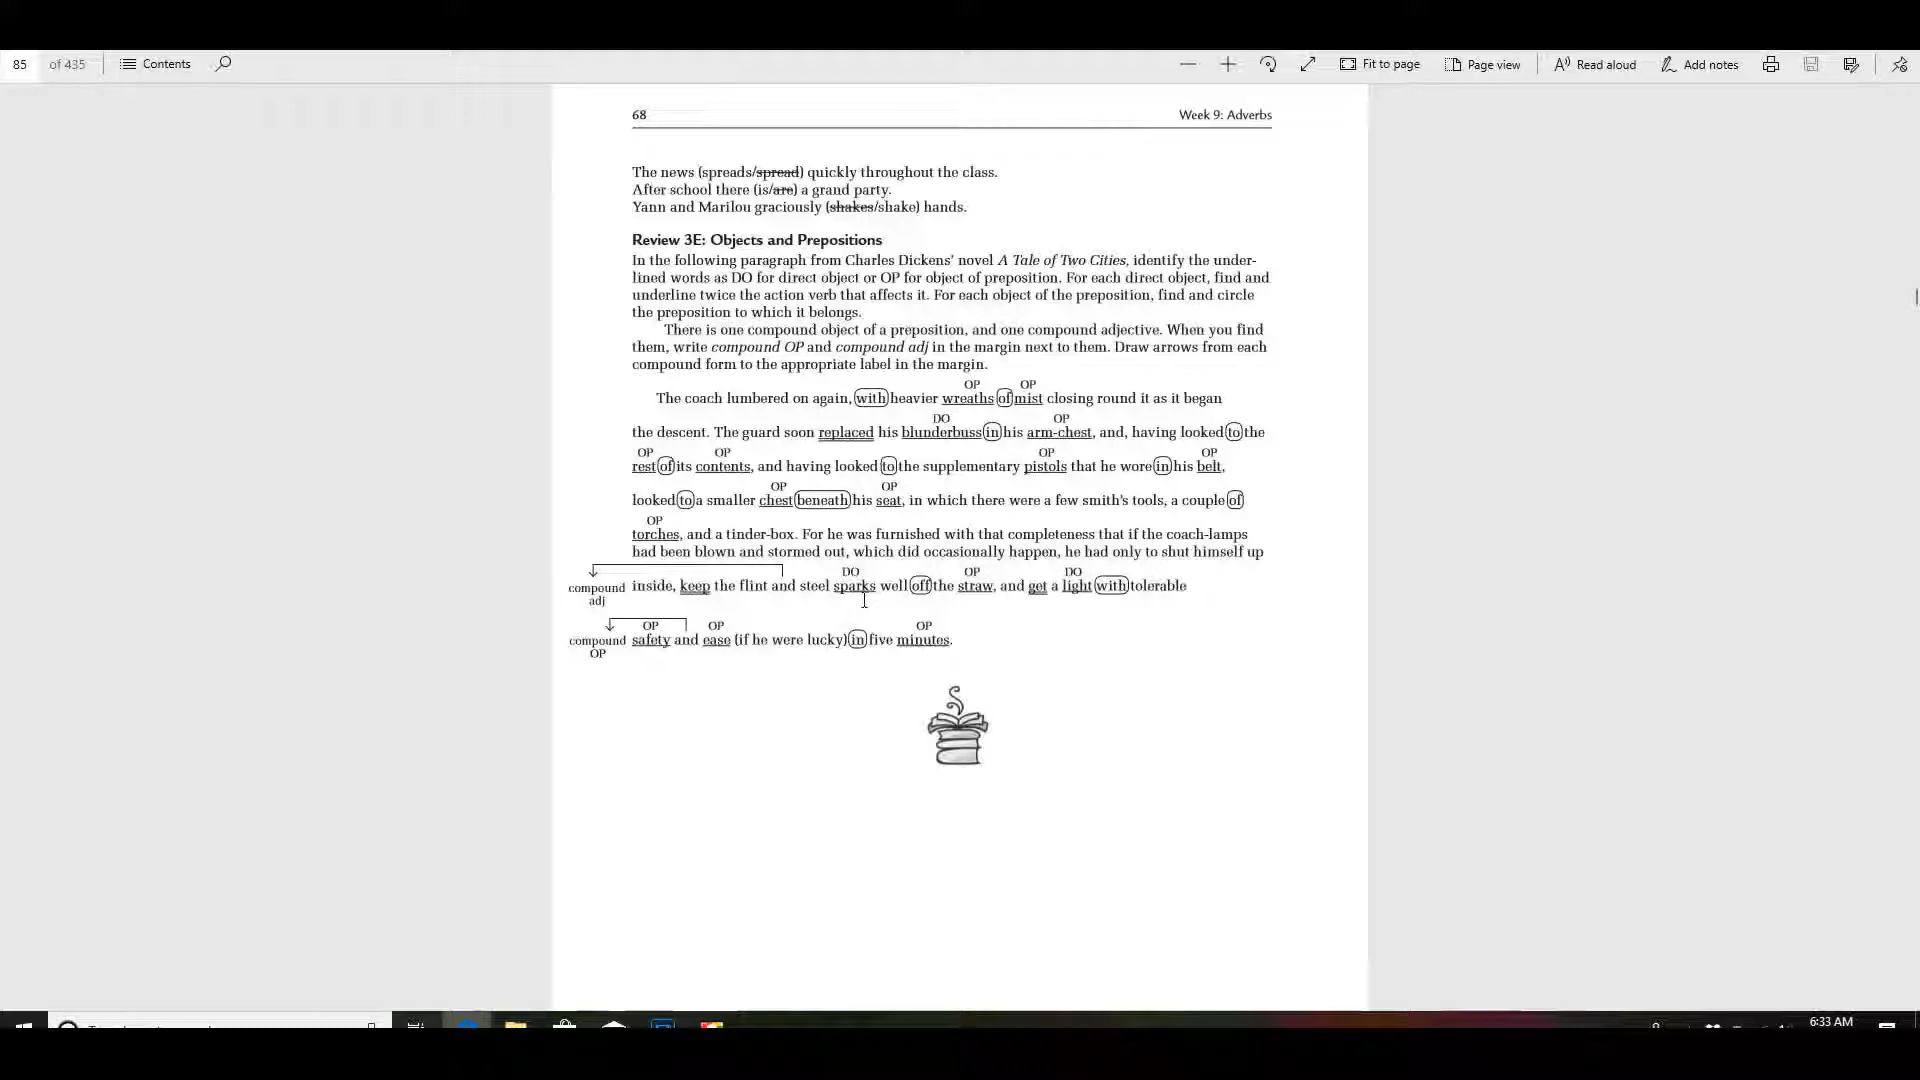 85 of 435 Contents Fit to page Page view Read aloud Add notes
68 Week 9: Adverbs
The news (spreads/spread) quickly throughout the class.
After school there (is/are) a grand party.
Yann and Marilou graciously (shakes/shake) hands.
Review 3E: Objects and Prepositions
In the following paragraph from Charles Dickens’ novel A Tale of Two Cities, identify the under-
lined words as DO for direct object or OP for object of preposition. For each direct object, find and
underline twice the action verb that affects it. For each object of the preposition, find and circle
the preposition to which it belongs.
There is one compound object of a preposition, and one compound adjective. When you find
them, write compound OP and compound adj in the margin next to them. Draw arrows from each
compound form to the appropriate label in the margin.
OP OP
The coach lumbered on again, with heavier wreaths of mist closing round it as it began
DO OP
the descent. The guard soon replaced his blunderbuss in his arm-chest, and, having looked to the
OP OP OP OP
rest of its contents, and having looked to the supplementary pistols that he wore in his belt,
OP OP
looked to a smaller chest beneath his seat, in which there were a few smith’s tools, a couple of
OP
torches, and a tinder-box. For he was furnished with that completeness that if the coach-lamps
had been blown and stormed out, which did occasionally happen, he had only to shut himself up
DO OP DO
compound inside, keep the flint and steel sparks well off the straw, and get a light with tolerable
adj
OP OP OP
compound safety and ease (if he were lucky) in five minutes.
OP
6:33 AM